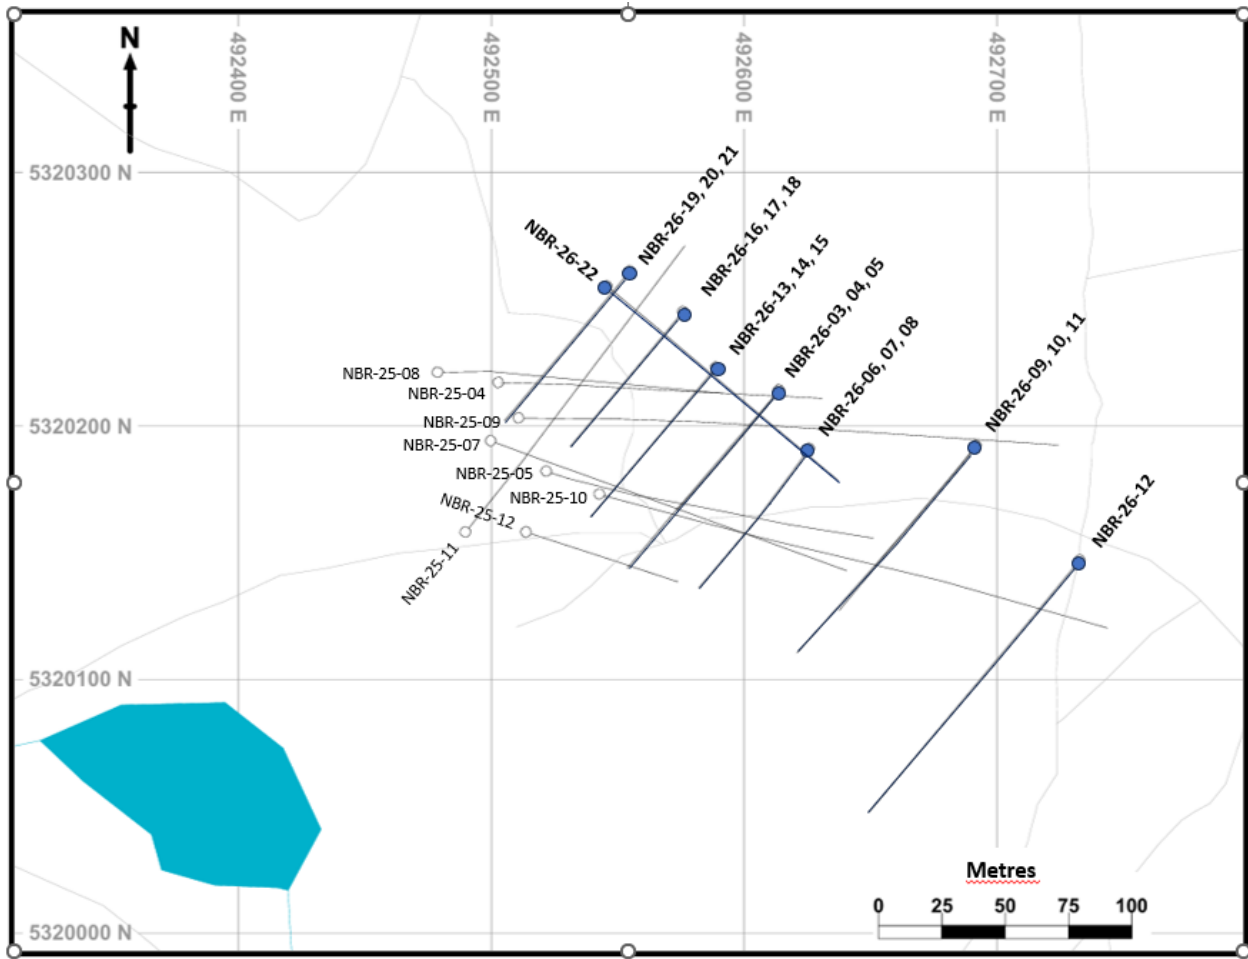 N
492400 E
492500 E
492600 E
492700 E
5320300 N
NBR-26-19, 20, 21
NBR-26-16, 17, 18
NBR-26-22
NBR-26-13, 14, 15
NBR-26-03, 04, 05
NBR-26-06, 07, 08
NBR-26-09, 10, 11
NBR-25-08
NBR-25-04
5320200 N
NBR-25-09
NBR-25-07
NBR-25-05
NBR-25-10
NBR-25-12
NBR-26-12
NBR-25-11
5320100 N
Metres
0 25 50 75 100
5320000 N